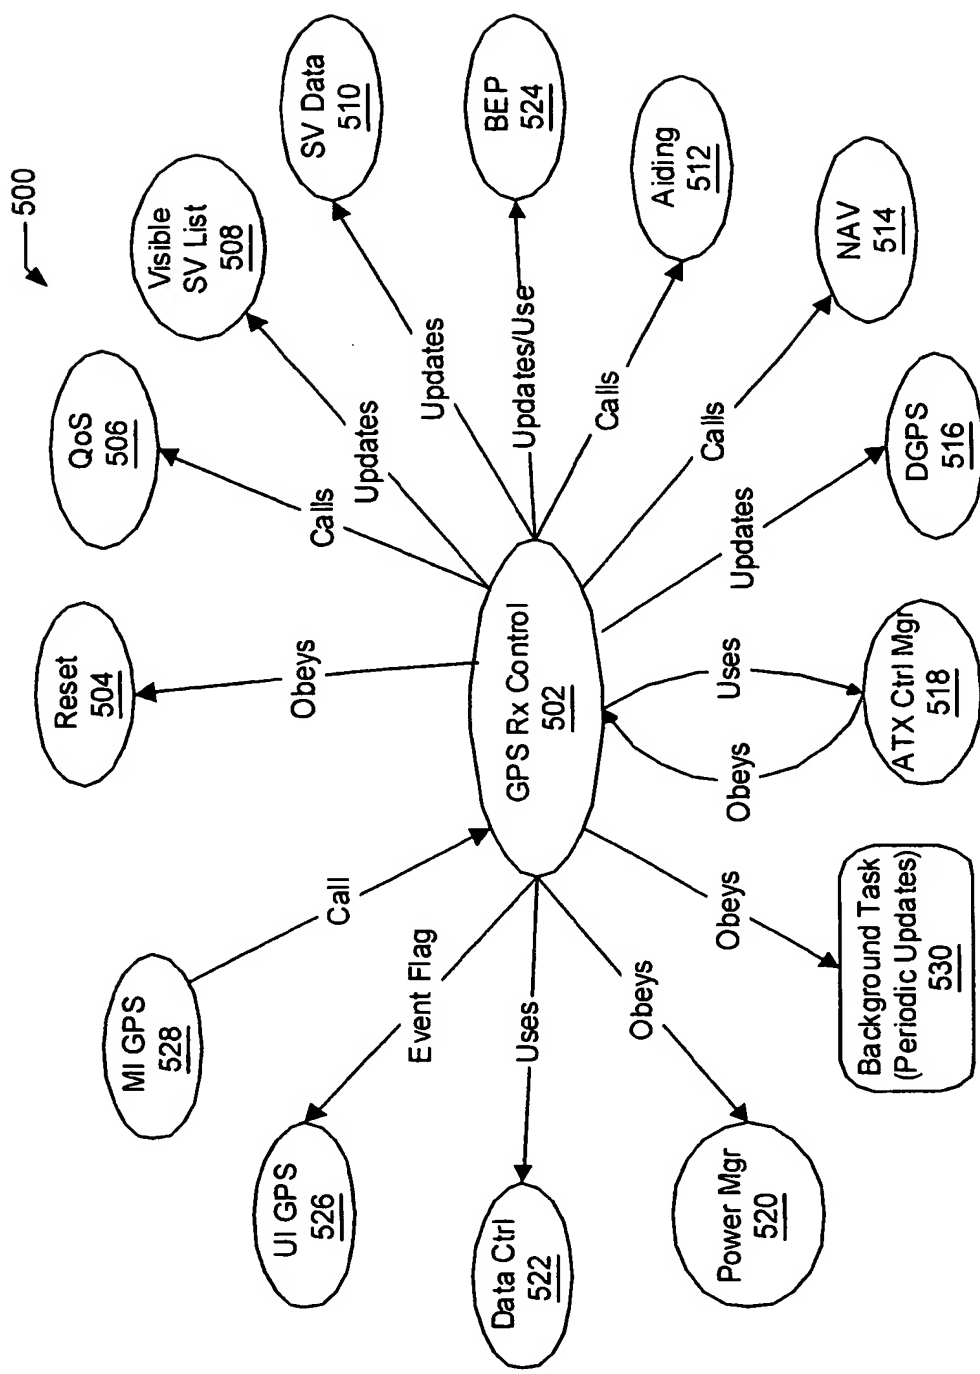 500
Reset
504
QoS
506
Visible
SV List
508
SV Data
510
BEP
524
Aiding
512
NAV
514
DGPS
516
ATX Ctrl Mgr
518
Background Task
(Periodic Updates)
530
Power Mgr
520
Data Ctrl
522
UI GPS
526
MI GPS
528
GPS Rx Control
502
Obeys
Calls
Updates
Updates
Updates/Use
Calls
Calls
Updates
Uses
Obeys
Obeys
Obeys
Uses
Event Flag
Call